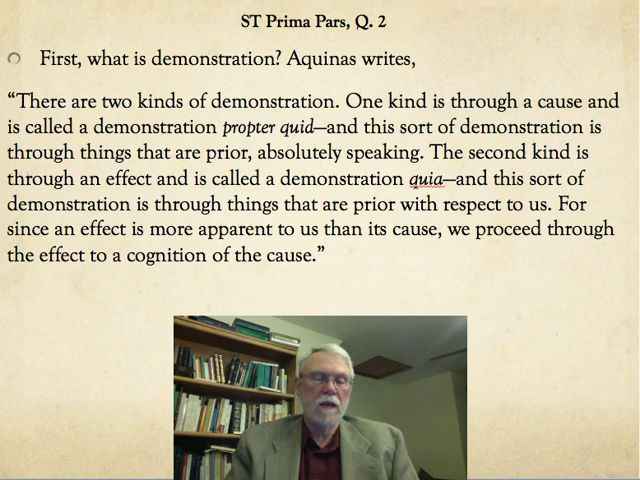 ST Prima Pars, Q. 2
First, what is demonstration? Aquinas writes,
“There are two kinds of demonstration. One kind is through a cause and
is called a demonstration propter quid—and this sort of demonstration is
through things that are prior, absolutely speaking. The second kind is
through an effect and is called a demonstration quia—and this sort of
demonstration is through things that are prior with respect to us. For
since an effect is more apparent to us than its cause, we proceed through
the effect to a cognition of the cause.”